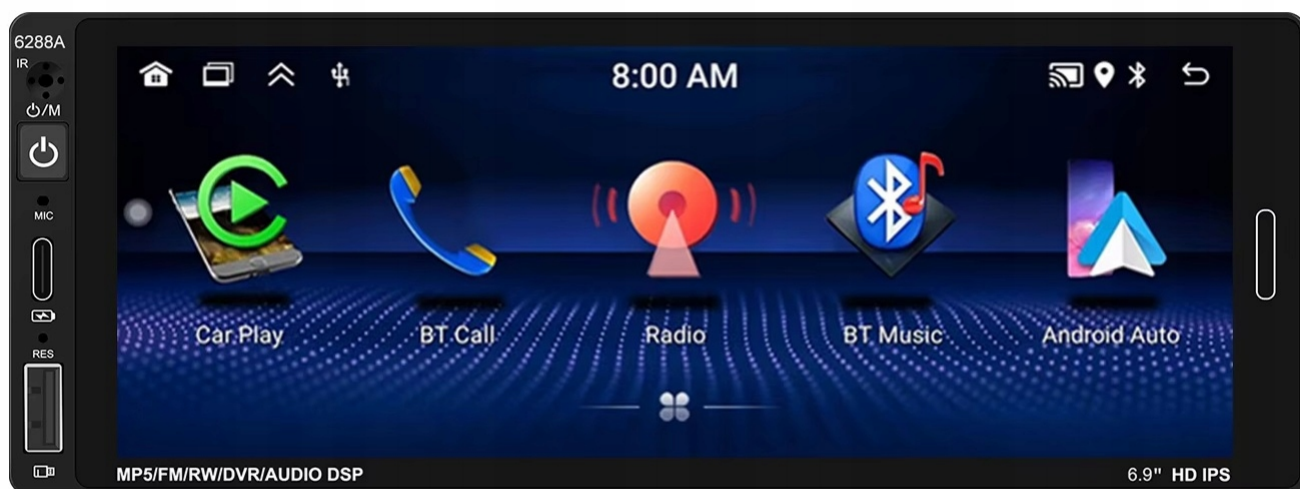 6288A
IR
8:00 AM
⏻/M
MIC
Car Play
BT Call
Radio
BT Music
Android Auto
RES
MP5/FM/RW/DVR/AUDIO DSP
6.9" HD IPS